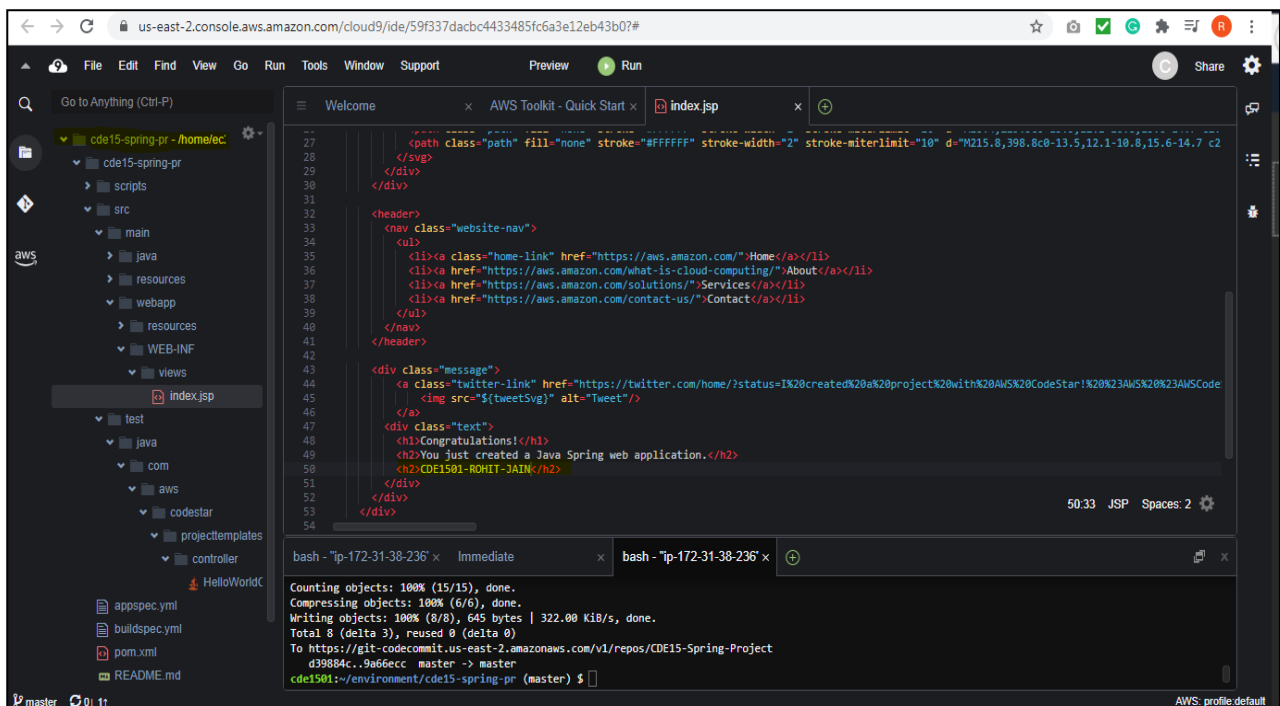 us-east-2.console.aws.amazon.com/cloud9/ide/59f337dacbc4433485fc6a3e12eb43b0?#
R
9 File Edit Find View Go Run Tools Window Support Preview Run C Share
Go to Anything (Ctrl-P)
Welcome × AWS Toolkit - Quick Start × index.jsp ×
cde15-spring-pr - /home/ec2
cde15-spring-pr
scripts
src
main
aws
java
resources
webapp
resources
WEB-INF
views
index.jsp
test
java
com
aws
codestar
projecttemplates
controller
HelloWorldC
appspec.yml
buildspec.yml
pom.xml
README.md
27 <path class="path" fill="none" stroke="#FFFFFF" stroke-width="2" stroke-miterlimit="10" d="M215.8,398.8c0-13.5,12.1-10.8,15.6-14.7 c2
28 </svg>
29 </div>
30 </div>
31
32 <header>
33 <nav class="website-nav">
34 <ul>
35 <li><a class="home-link" href="https://aws.amazon.com/">Home</a></li>
36 <li><a href="https://aws.amazon.com/what-is-cloud-computing/">About</a></li>
37 <li><a href="https://aws.amazon.com/solutions/">Services</a></li>
38 <li><a href="https://aws.amazon.com/contact-us/">Contact</a></li>
39 </ul>
40 </nav>
41 </header>
42
43 <div class="message">
44 <a class="twitter-link" href="https://twitter.com/home/?status=I%20created%20a%20project%20with%20AWS%20CodeStar!%20%23AWS%20%23AWSCode
45 <img src="${tweetSvg}" alt="Tweet"/>
46 </a>
47 <div class="text">
48 <h1>Congratulations!</h1>
49 <h2>You just created a Java Spring web application.</h2>
50 <h2>CDE1501-ROHIT-JAIN</h2>
51 </div>
52 </div>
53 </div>
54
50:33 JSP Spaces: 2
bash - "ip-172-31-38-236" × Immediate × bash - "ip-172-31-38-236" ×
Counting objects: 100% (15/15), done.
Compressing objects: 100% (6/6), done.
Writing objects: 100% (8/8), 645 bytes | 322.00 KiB/s, done.
Total 8 (delta 3), reused 0 (delta 0)
To https://git-codecommit.us-east-2.amazonaws.com/v1/repos/CDE15-Spring-Project
d39884c..9a66ecc master -> master
cde1501:~/environment/cde15-spring-pr (master) $
master 0↓ 1↑ AWS: profile:default